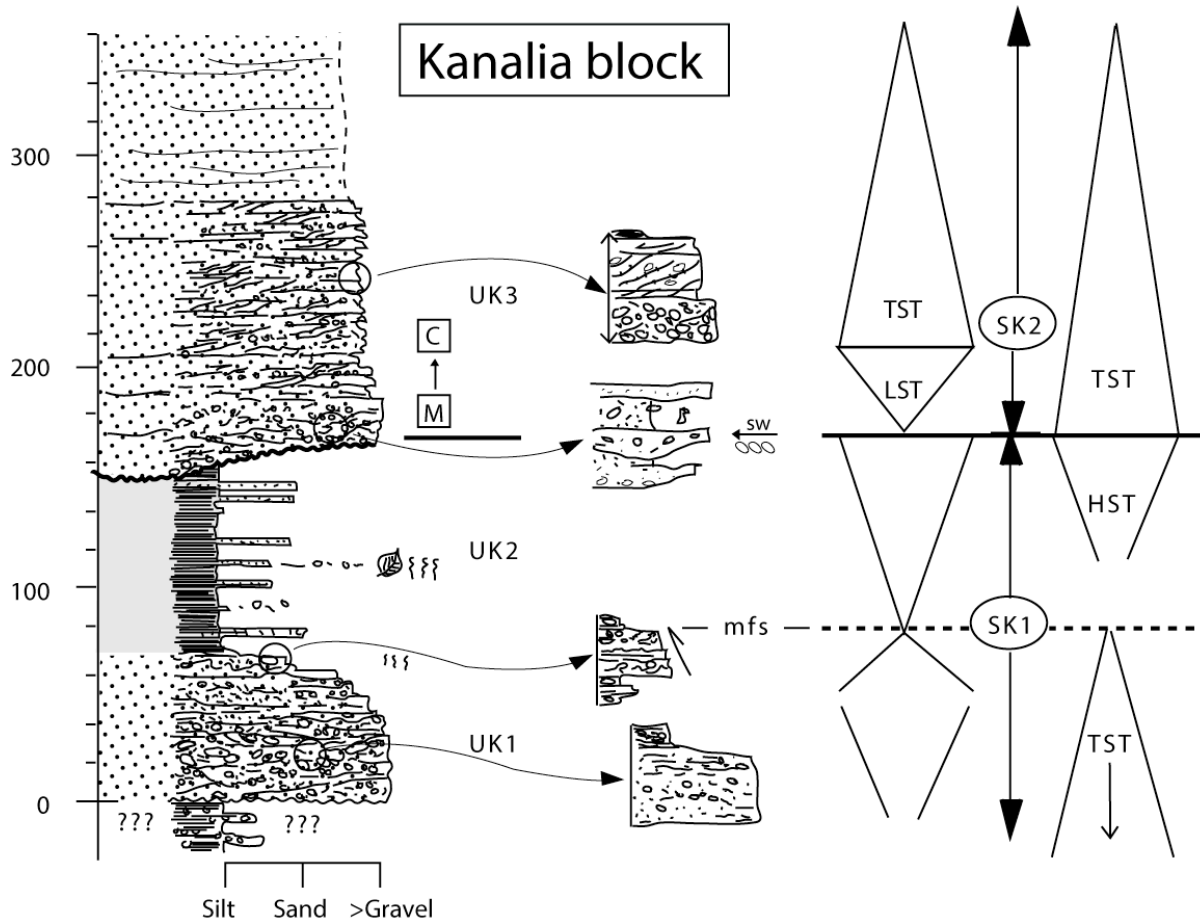 Kanalia block
300
UK3
TST
SK2
C
200
M
LST
TST
sw
HST
UK2
100
mfs
SK1
UK1
TST
0
???
???
Silt
Sand
>Gravel